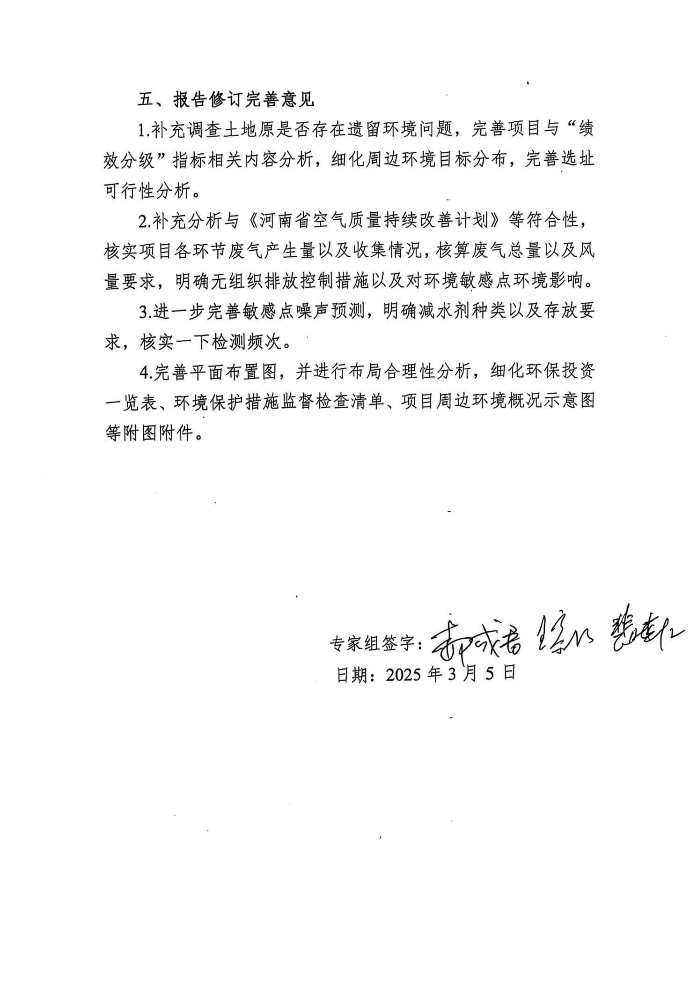 五、报告修订完善意见
1.补充调查土地原是否存在遗留环境问题，完善项目与“绩
效分级”指标相关内容分析，细化周边环境目标分布，完善选址
可行性分析。
2.补充分析与《河南省空气质量持续改善计划》等符合性，
核实项目各环节废气产生量以及收集情况，核算废气总量以及风
量要求，明确无组织排放控制措施以及对环境敏感点环境影响。
3.进一步完善敏感点噪声预测，明确减水剂种类以及存放要
求，核实一下检测频次。
4.完善平面布置图，并进行布局合理性分析，细化环保投资
一览表、环境保护措施监督检查清单、项目周边环境概况示意图
等附图附件。
专家组签字：
日期：2025 年 3 月 5 日